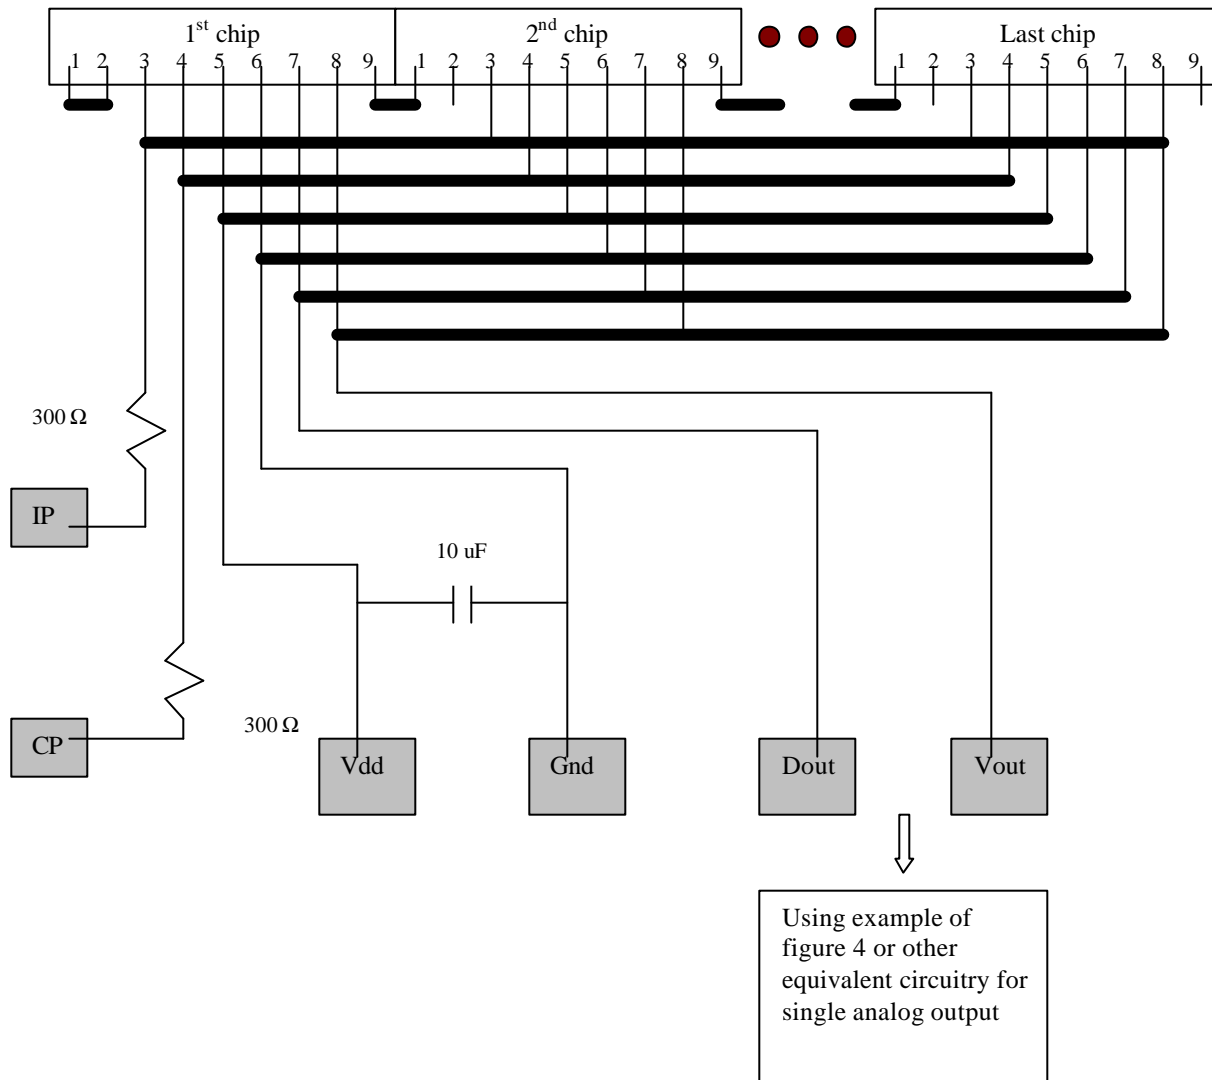 1st chip 2nd chip Last chip
1 2 3 4 5 6 7 8 9 1 2 3 4 5 6 7 8 9 1 2 3 4 5 6 7 8 9
300 Ω
IP
10 uF
300 Ω
CP
Vdd
Gnd
Dout
Vout
Using example of
figure 4 or other
equivalent circuitry for
single analog output